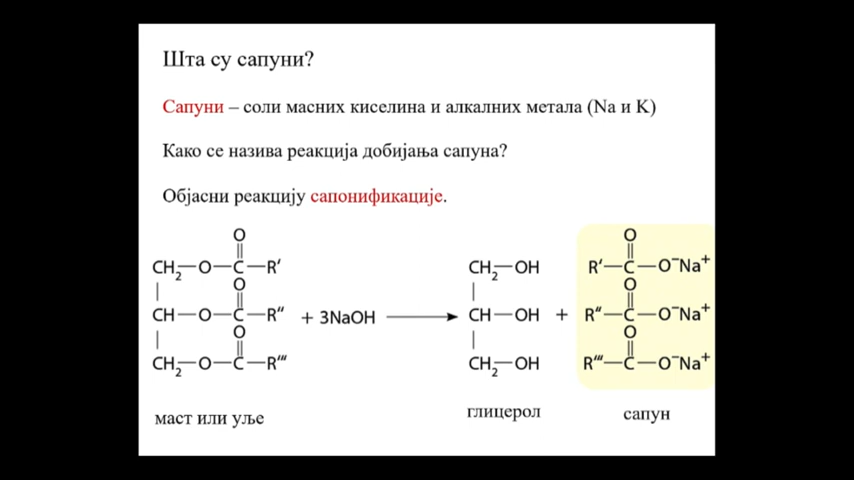 Шта су сапуни?
Сапуни – соли масних киселина и алкалних метала (Na и K)
Како се назива реакција добијања сапуна?
Објасни реакцију сапонификације.
O O
CH₂—O—C—R′ CH₂—OH R′—C—O⁻Na⁺
O O
CH—O—C—R″ + 3NaOH CH—OH + R″—C—O⁻Na⁺
O O
CH₂—O—C—R‴ CH₂—OH R‴—C—O⁻Na⁺
маст или уље глицерол сапун